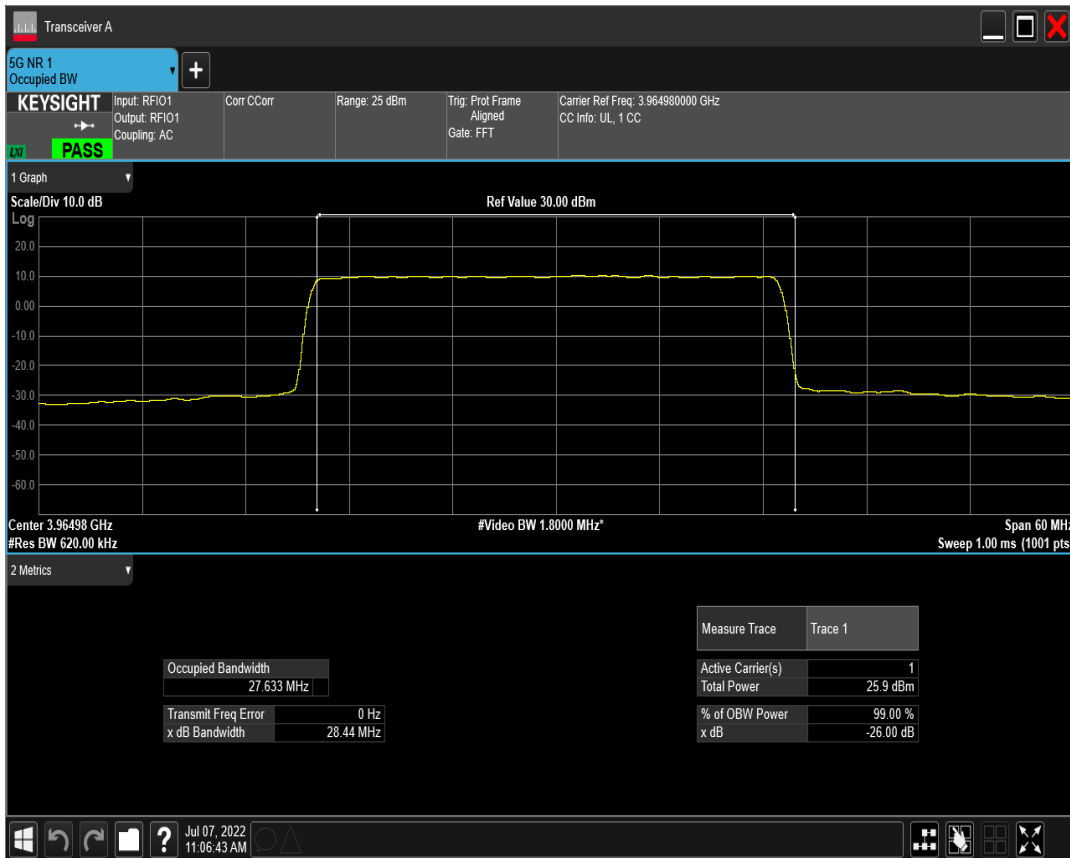 Transceiver A
5G NR 1
Occupied BW
+
KEYSIGHT
LXI
PASS
Input: RFIO1
Output: RFIO1
Coupling: AC
Corr CCorr
Range: 25 dBm
Trig: Prot Frame
Aligned
Gate: FFT
Carrier Ref Freq: 3.964980000 GHz
CC Info: UL, 1 CC
1 Graph
Scale/Div 10.0 dB
Ref Value 30.00 dBm
Log
20.0
10.0
0.00
-10.0
-20.0
-30.0
-40.0
-50.0
-60.0
Center 3.96498 GHz
#Video BW 1.8000 MHz*
Span 60 MHz
#Res BW 620.00 kHz
Sweep 1.00 ms (1001 pts
2 Metrics
Measure Trace Trace 1
Occupied Bandwidth
27.633 MHz
Active Carrier(s) 1
Total Power 25.9 dBm
Transmit Freq Error 0 Hz
x dB Bandwidth 28.44 MHz
% of OBW Power 99.00 %
x dB -26.00 dB
?
Jul 07, 2022
11:06:43 AM